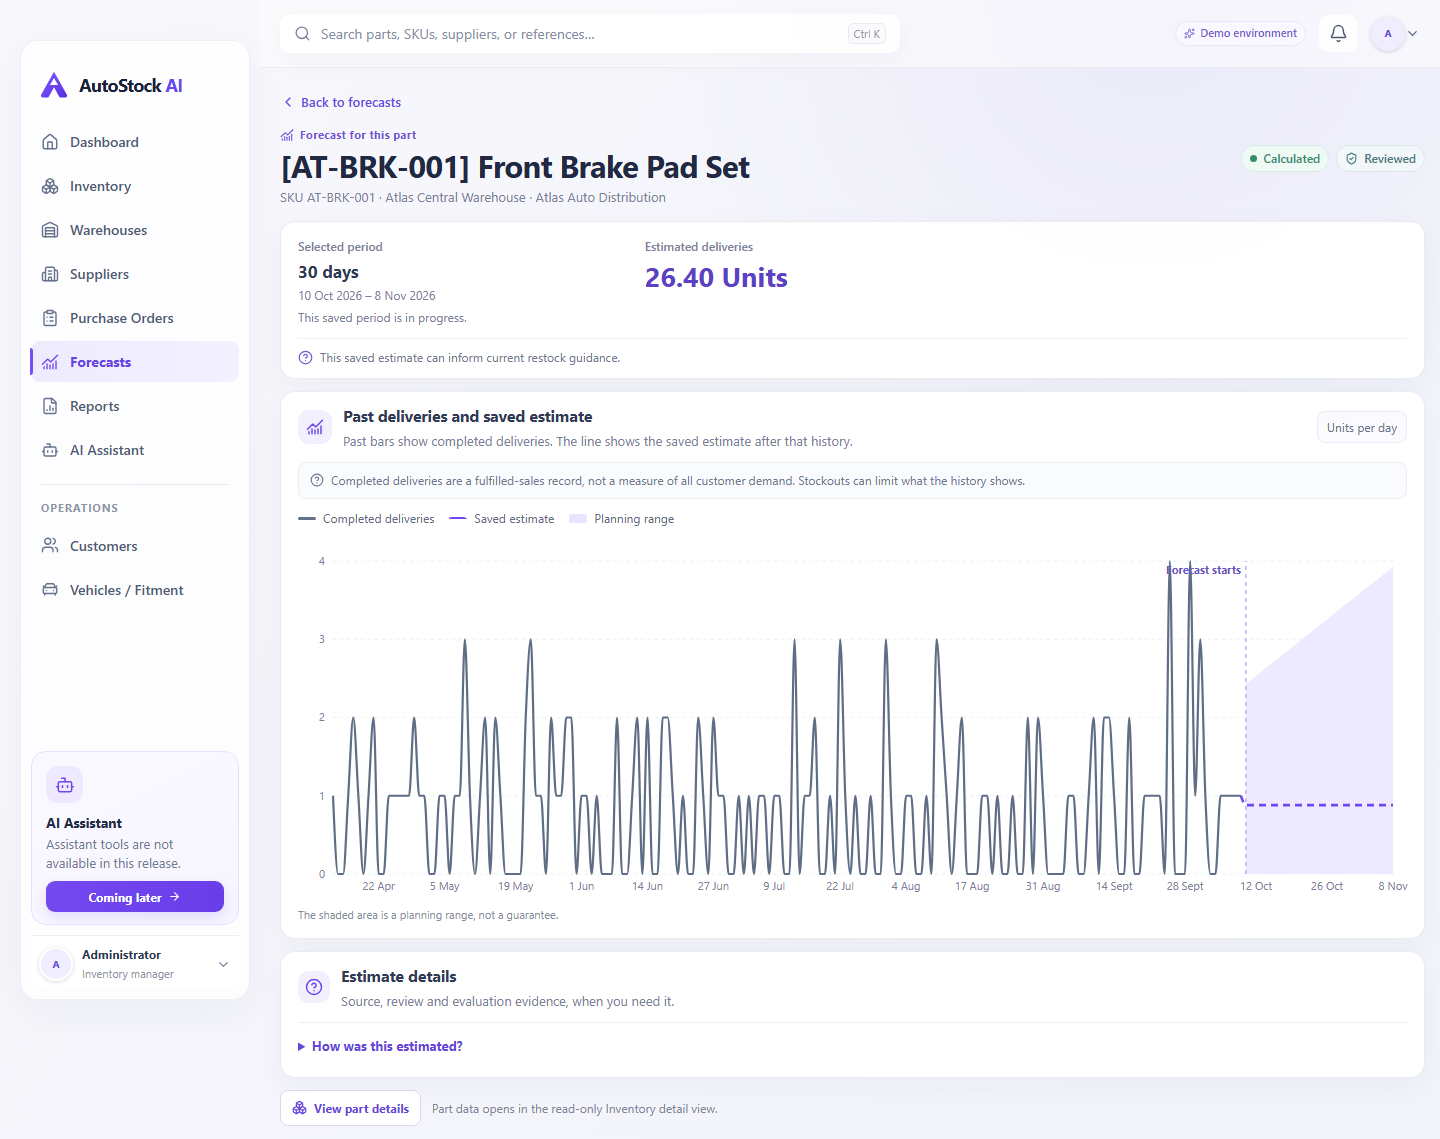 Search parts, SKUs, suppliers, or references...
Ctrl K
Demo environment
A
AutoStock AI
Dashboard
Inventory
Warehouses
Suppliers
Purchase Orders
Forecasts
Reports
AI Assistant
OPERATIONS
Customers
Vehicles / Fitment
AI Assistant
Assistant tools are not
available in this release.
Coming later
A
Administrator
Inventory manager
Back to forecasts
Forecast for this part
[AT-BRK-001] Front Brake Pad Set
SKU AT-BRK-001 · Atlas Central Warehouse · Atlas Auto Distribution
Calculated
Reviewed
Selected period
30 days
10 Oct 2026 – 8 Nov 2026
This saved period is in progress.
Estimated deliveries
26.40 Units
This saved estimate can inform current restock guidance.
Past deliveries and saved estimate
Past bars show completed deliveries. The line shows the saved estimate after that history.
Units per day
Completed deliveries are a fulfilled-sales record, not a measure of all customer demand. Stockouts can limit what the history shows.
Completed deliveries
Saved estimate
Planning range
4
3
2
1
0
Forecast starts
22 Apr
5 May
19 May
1 Jun
14 Jun
27 Jun
9 Jul
22 Jul
4 Aug
17 Aug
31 Aug
14 Sept
28 Sept
12 Oct
26 Oct
8 Nov
The shaded area is a planning range, not a guarantee.
Estimate details
Source, review and evaluation evidence, when you need it.
How was this estimated?
View part details
Part data opens in the read-only Inventory detail view.